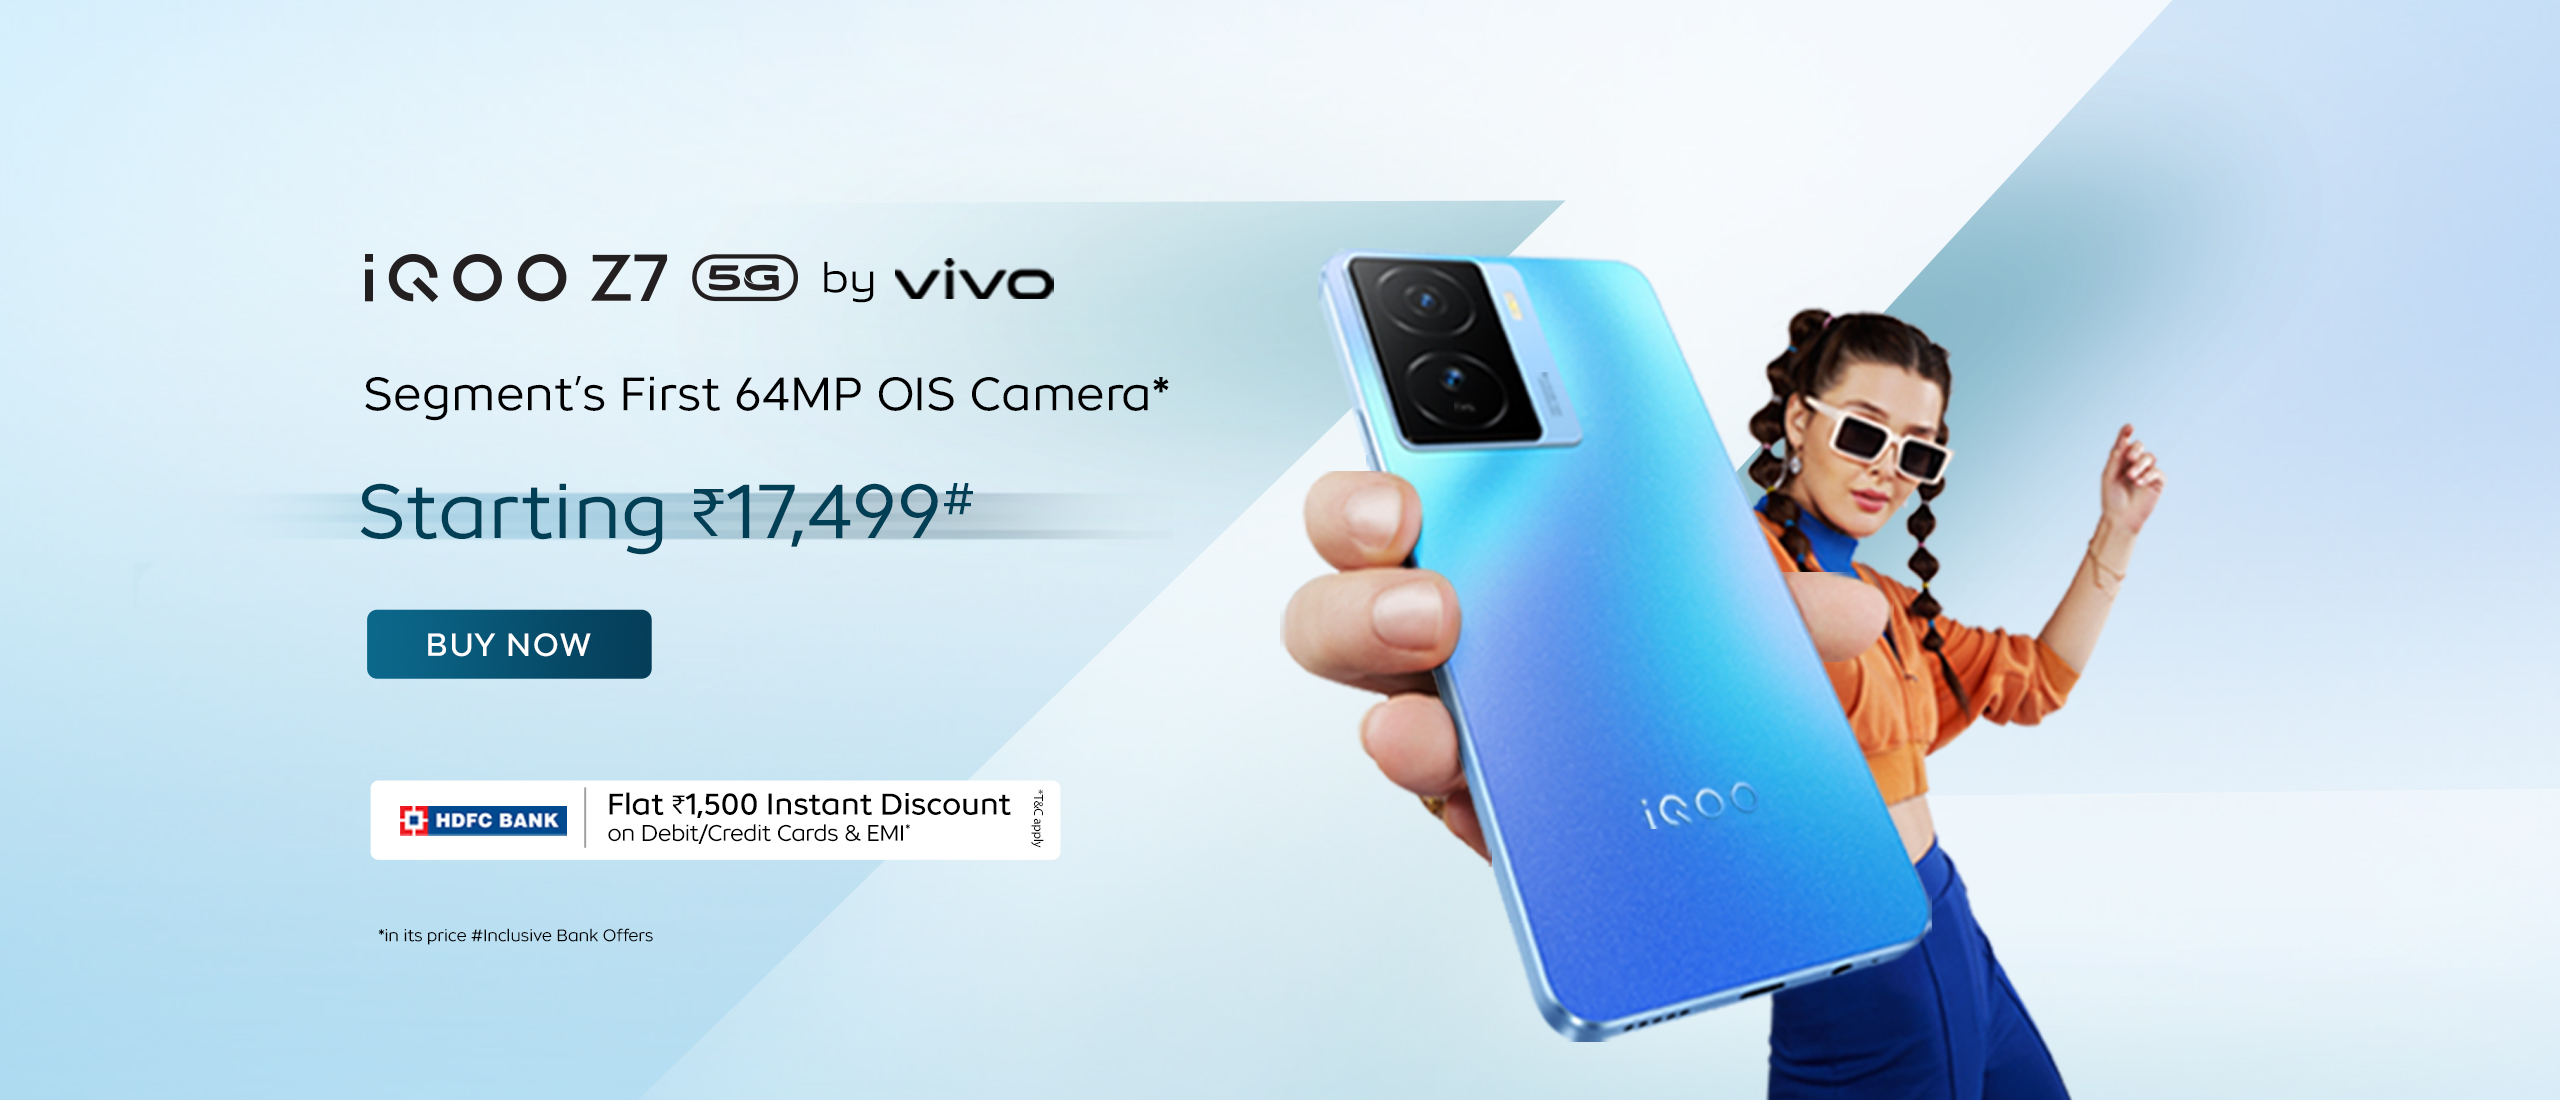 iQOO Z7 5G by vivo
Segment's First 64MP OIS Camera*
Starting ₹17,499#
BUY NOW
HDFC BANK
Flat ₹1,500 Instant Discount
on Debit/Credit Cards & EMI*
*T&C apply
*in its price #Inclusive Bank Offers
iQOO